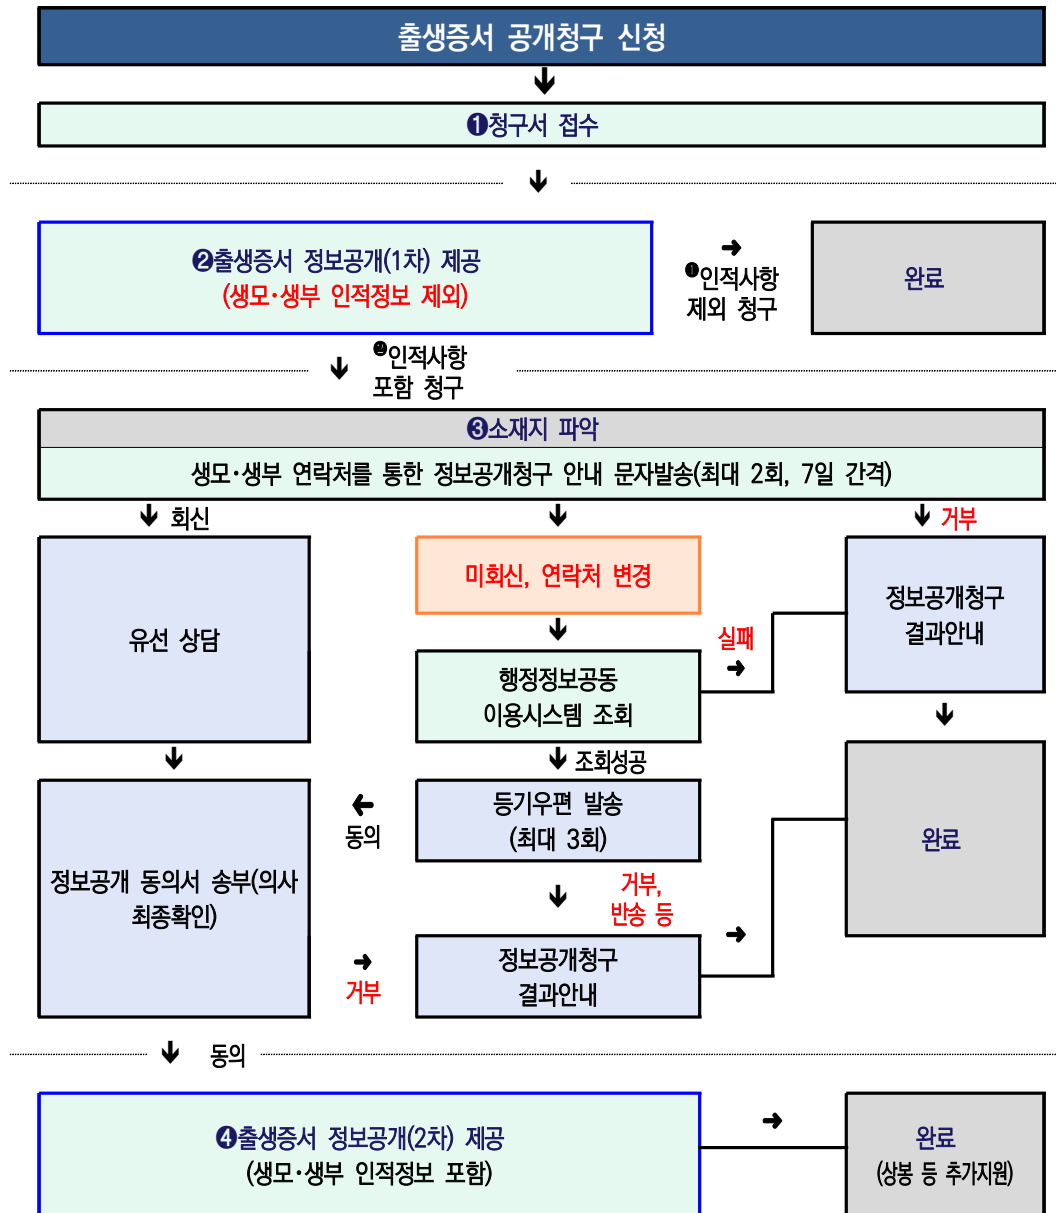 출생증서 공개청구 신청
❶청구서 접수
❷출생증서 정보공개(1차) 제공
(생모·생부 인적정보 제외)
❶인적사항
제외 청구
완료
❷인적사항
포함 청구
❸소재지 파악
생모·생부 연락처를 통한 정보공개청구 안내 문자발송(최대 2회, 7일 간격)
회신
거부
유선 상담
미회신, 연락처 변경
정보공개청구
결과안내
실패
행정정보공동
이용시스템 조회
조회성공
정보공개 동의서 송부(의사
최종확인)
동의
등기우편 발송
(최대 3회)
완료
거부,
반송 등
거부
정보공개청구
결과안내
동의
❹출생증서 정보공개(2차) 제공
(생모·생부 인적정보 포함)
완료
(상봉 등 추가지원)